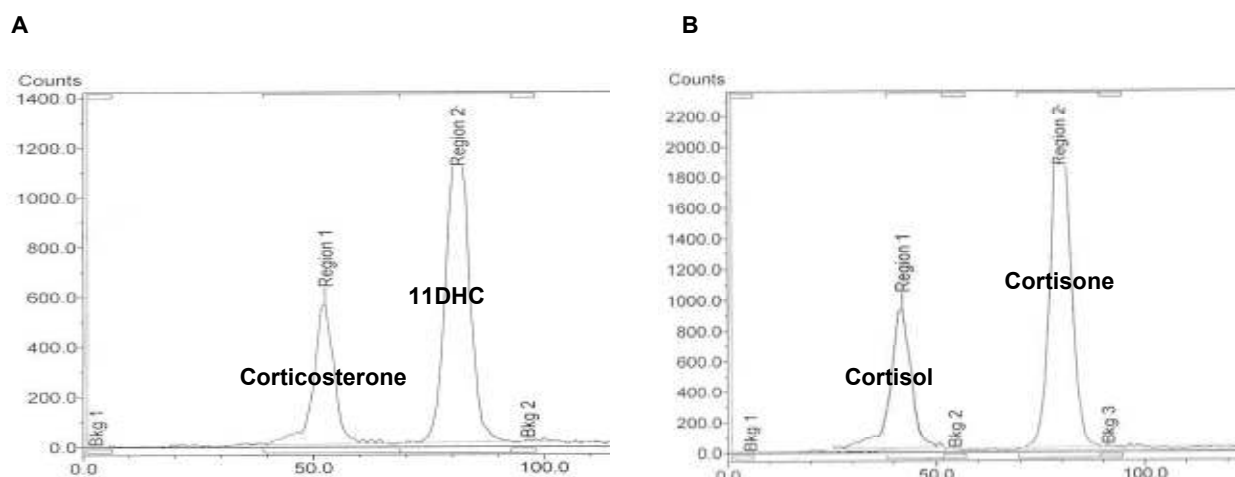 A
Counts
1400.0
1200.0
1000.0
800.0
600.0
400.0
200.0
0.0
0.0
50.0
100.0
Bkg 1
Region 1
Region 2
Bkg 2
Corticosterone
11DHC
B
Counts
2200.0
2000.0
1800.0
1600.0
1400.0
1200.0
1000.0
800.0
600.0
400.0
200.0
0.0
0.0
50.0
100.0
Bkg 1
Region 1
Bkg 2
Region 2
Bkg 3
Cortisol
Cortisone